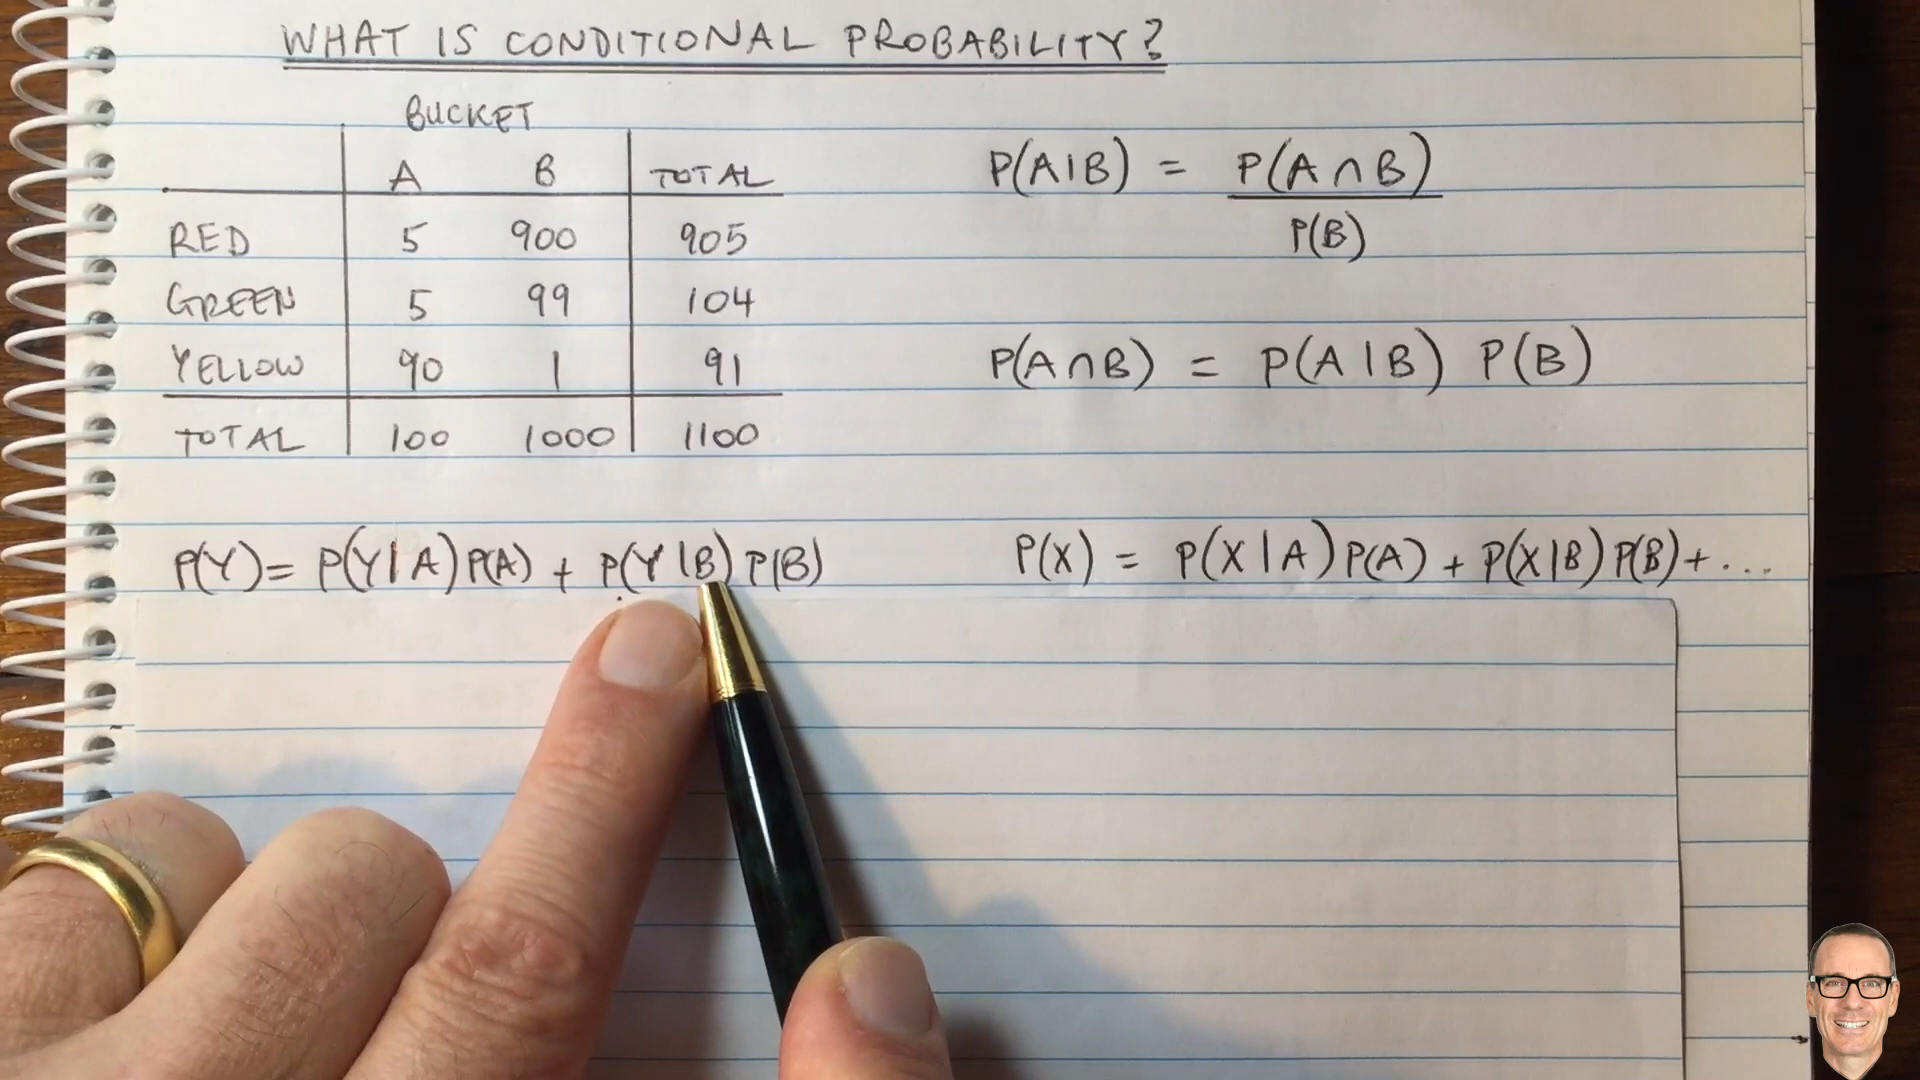 WHAT IS CONDITIONAL PROBABILITY?
BUCKET
A B TOTAL
RED 5 900 905
GREEN 5 99 104
YELLOW 90 1 91
TOTAL 100 1000 1100
P(A|B) = P(A ∩ B)
P(B)
P(A∩B) = P(A|B) P(B)
P(Y) = P(Y|A)P(A) + P(Y|B)P(B)
P(X) = P(X|A)P(A) + P(X|B)P(B)+...